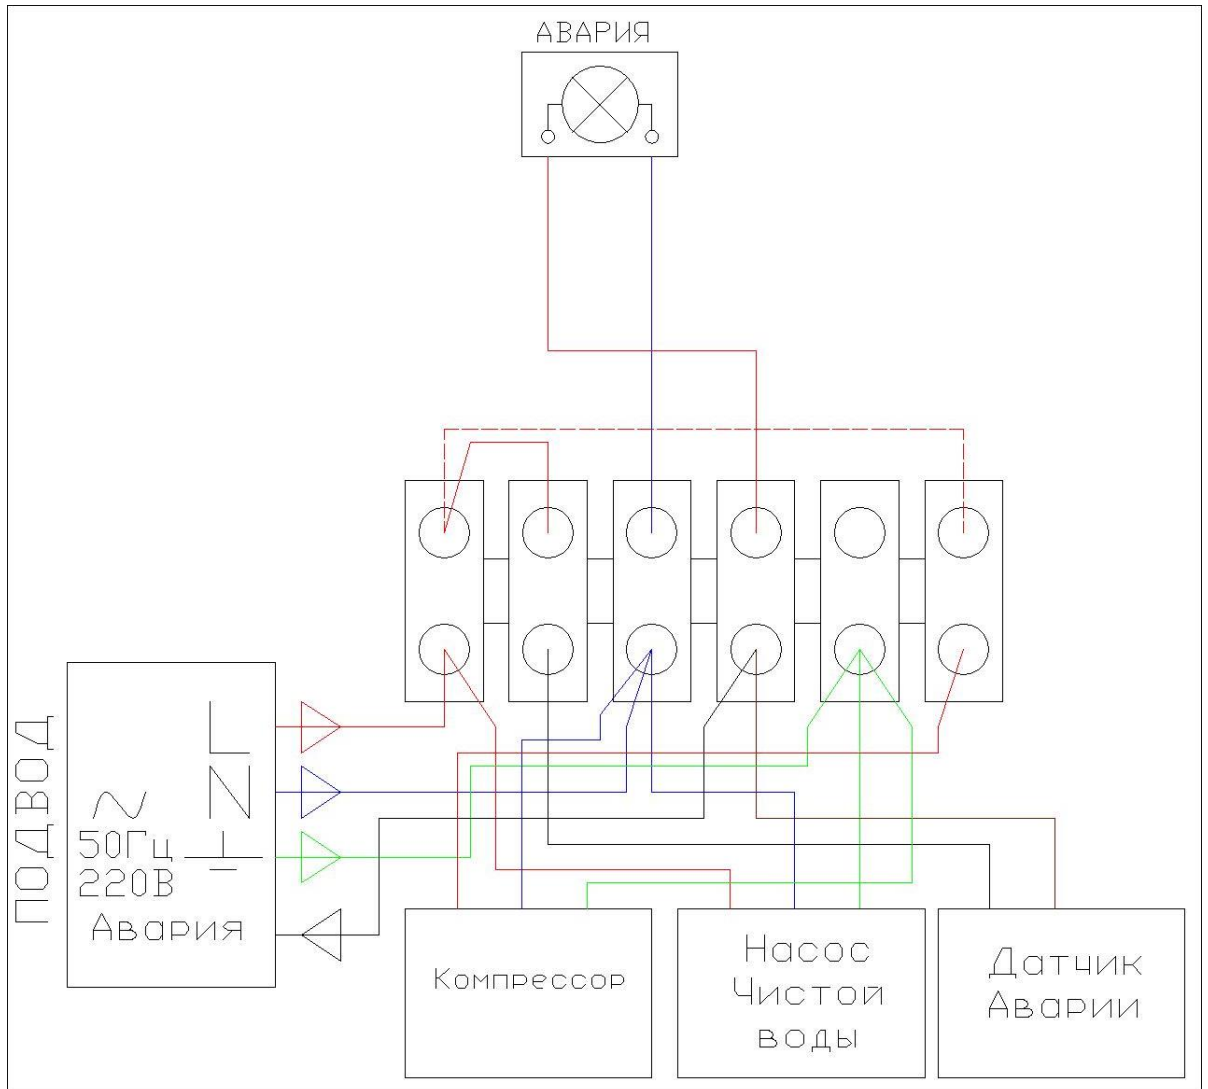 АВАРИЯ
ПОДВОД
L
N
50Гц
220В
Авария
Компрессор
Насос
Чистой
воды
Датчик
Аварии